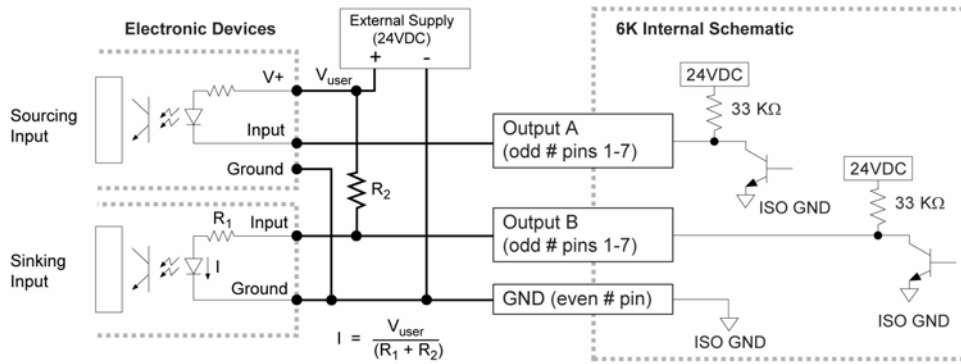 Electronic Devices
External Supply
(24VDC)
+ -
6K Internal Schematic
V+
Vuser
24VDC
33 KΩ
Sourcing
Input
Input
Output A
(odd # pins 1-7)
Ground
R2
24VDC
ISO GND
33 KΩ
R1
Input
Output B
(odd # pins 1-7)
Sinking
Input
I
Ground
GND (even # pin)
ISO GND
ISO GND
I = Vuser
(R1 + R2)